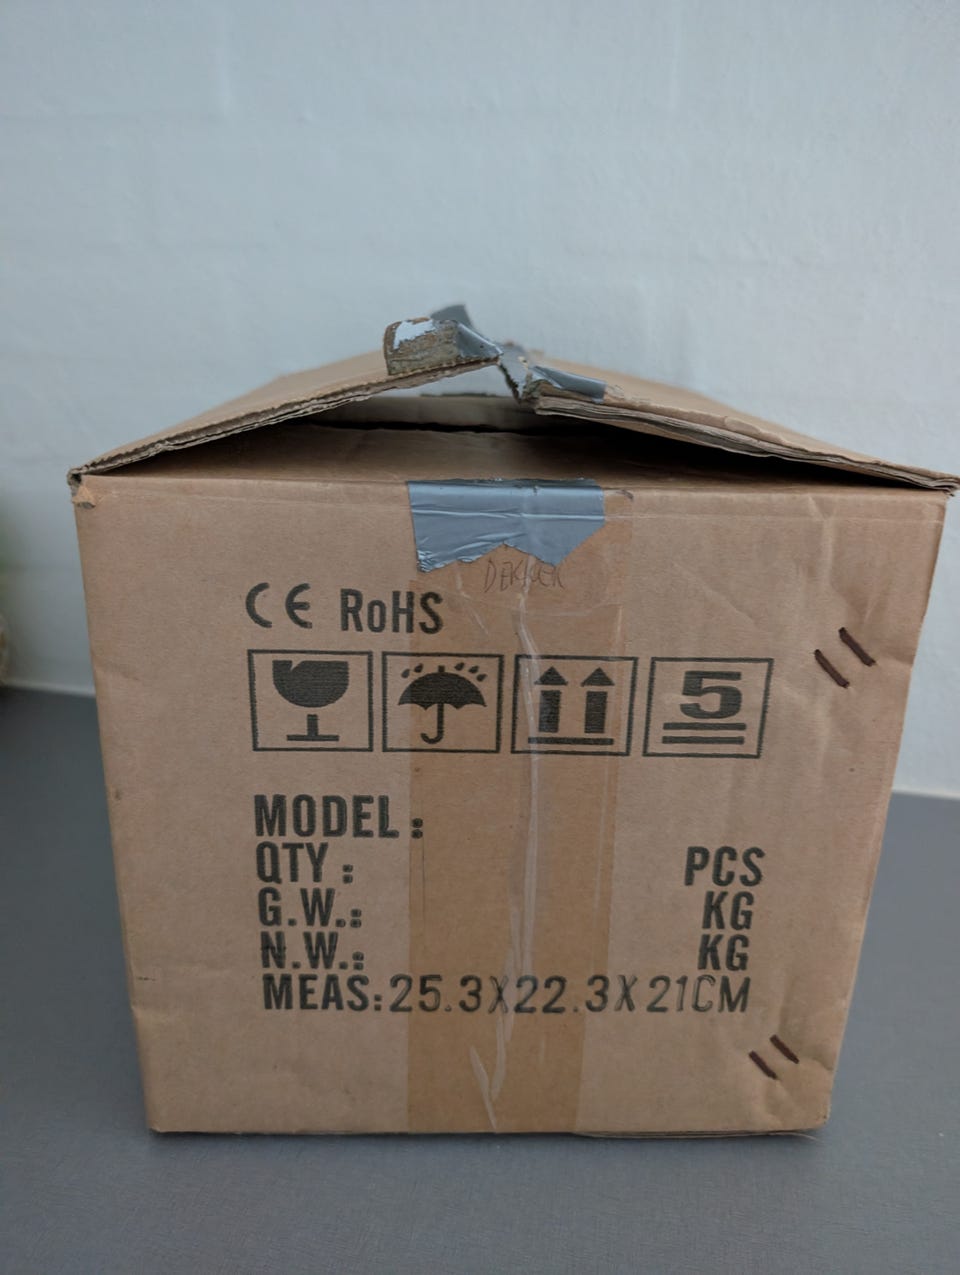 CE RoHS
5
MODEL:
QTY: PCS
G.W.: KG
N.W.: KG
MEAS:25.3X22.3X21CM